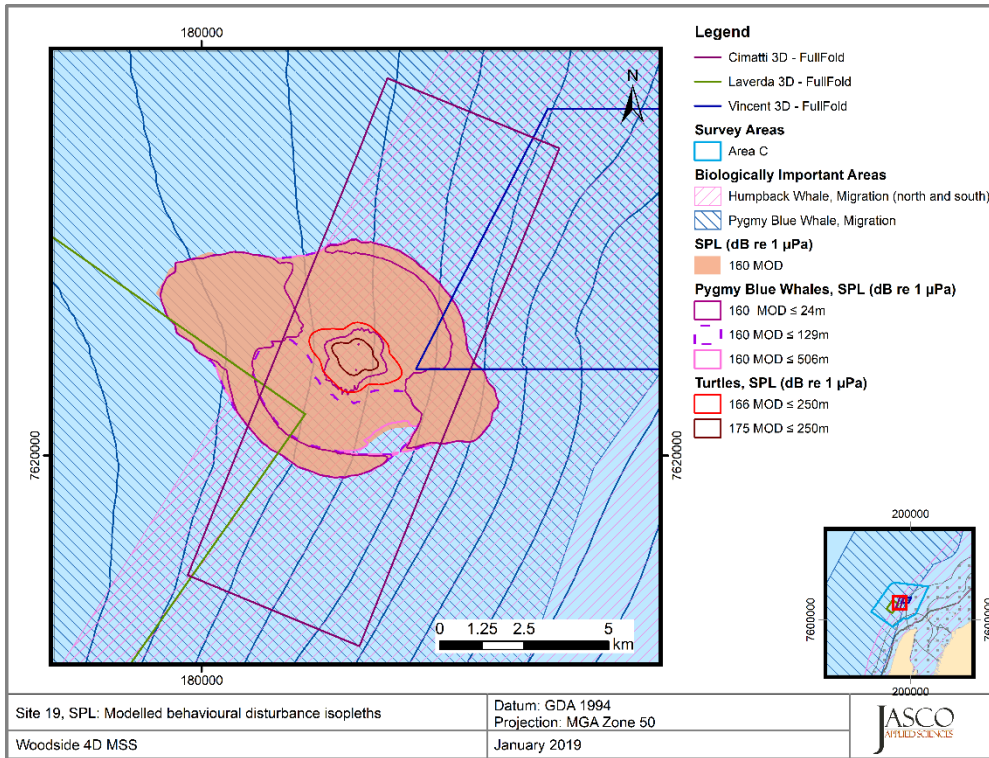 180000
7620000
7620000
180000
N
0 1.25 2.5 5
km
Legend
Cimatti 3D - FullFold
Laverda 3D - FullFold
Vincent 3D - FullFold
Survey Areas
Area C
Biologically Important Areas
Humpback Whale, Migration (north and south)
Pygmy Blue Whale, Migration
SPL (dB re 1 µPa)
160 MOD
Pygmy Blue Whales, SPL (dB re 1 µPa)
160 MOD ≤ 24m
160 MOD ≤ 129m
160 MOD ≤ 506m
Turtles, SPL (dB re 1 µPa)
166 MOD ≤ 250m
175 MOD ≤ 250m
200000
7600000
7600000
200000
Site 19, SPL: Modelled behavioural disturbance isopleths
Woodside 4D MSS
Datum: GDA 1994
Projection: MGA Zone 50
January 2019
JASCO
APPLIED SCIENCES